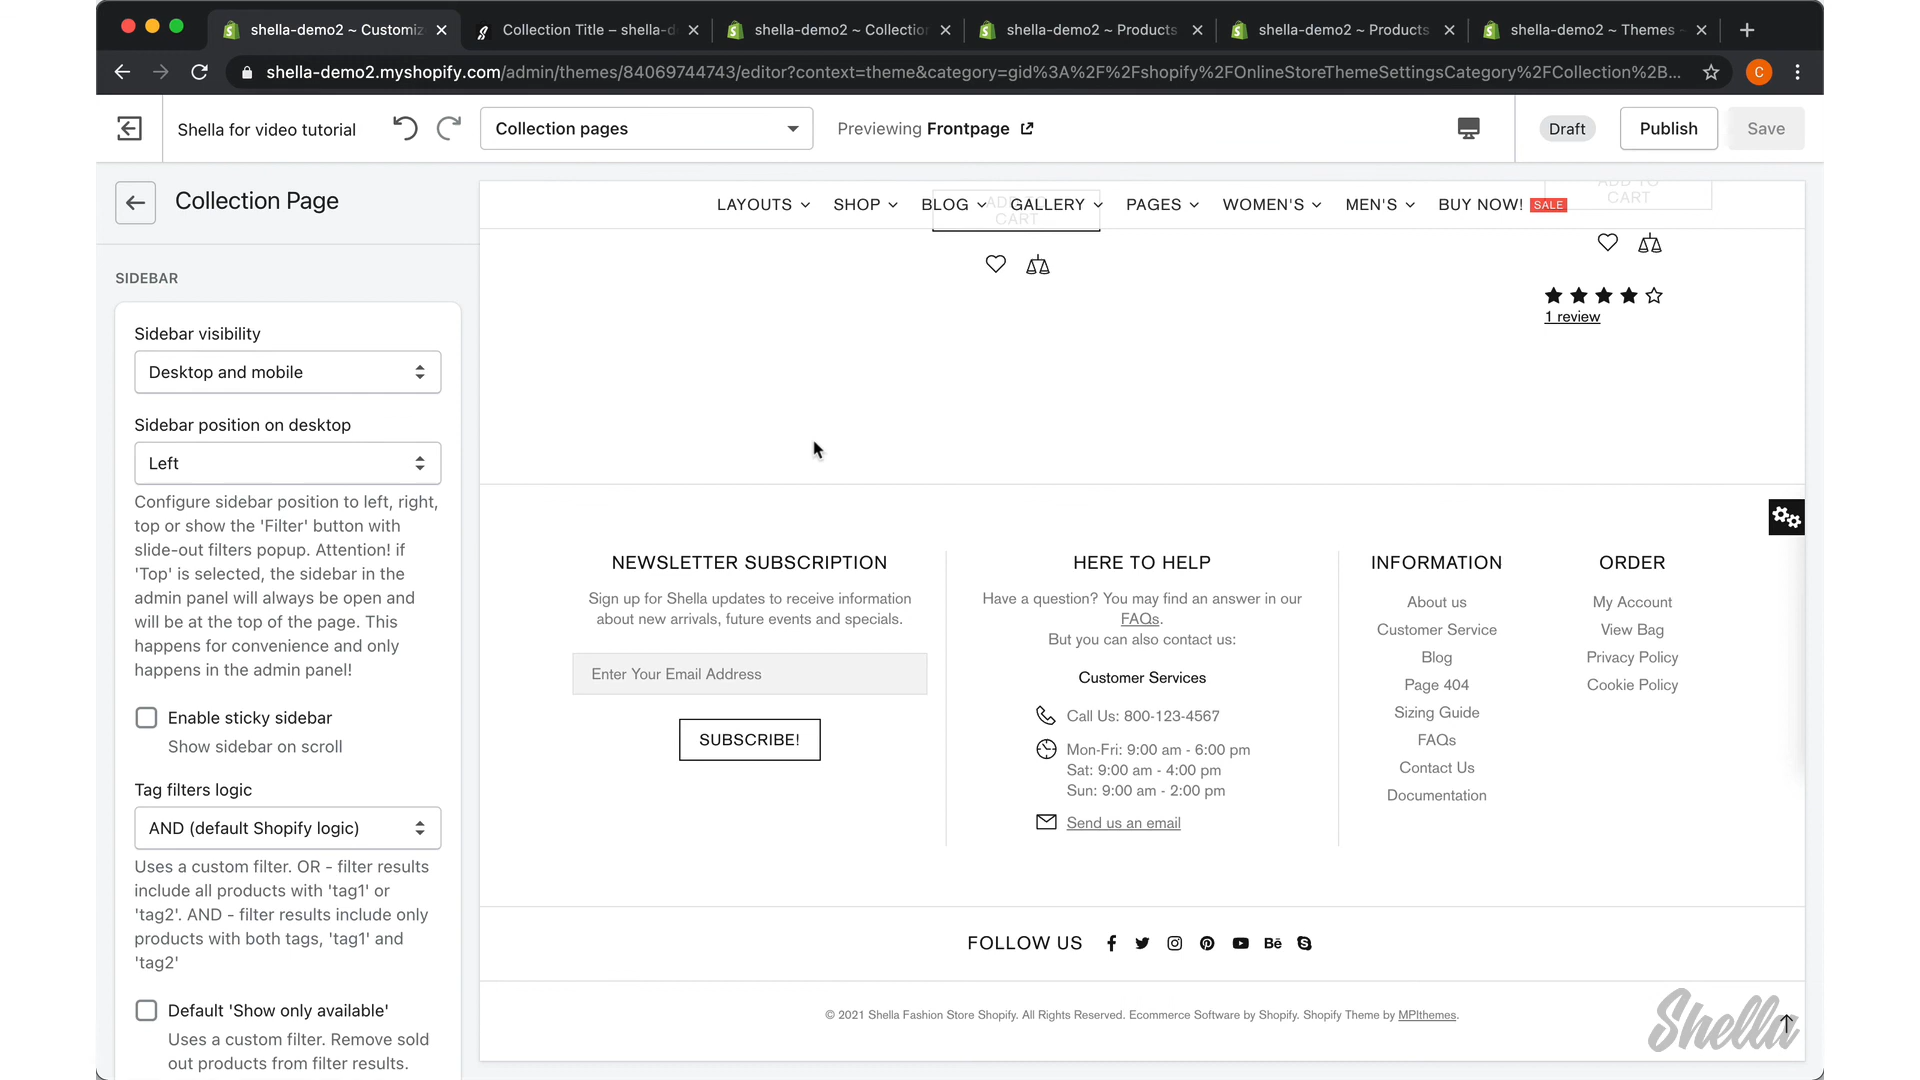 shella-demo2 ~ Customiz
Collection Title – shella-d
shella-demo2 ~ Collection
shella-demo2 ~ Products
shella-demo2 ~ Products
shella-demo2 ~ Themes ~
shella-demo2.myshopify.com/admin/themes/84069744743/editor?context=theme&category=gid%3A%2F%2Fshopify%2FOnlineStoreThemeSettingsCategory%2FCollection%2B...
C
Shella for video tutorial
Collection pages
Previewing Frontpage
Draft
Publish
Save
Collection Page
SIDEBAR
Sidebar visibility
Desktop and mobile
Sidebar position on desktop
Left
Configure sidebar position to left, right,
top or show the 'Filter' button with
slide-out filters popup. Attention! if
'Top' is selected, the sidebar in the
admin panel will always be open and
will be at the top of the page. This
happens for convenience and only
happens in the admin panel!
Enable sticky sidebar
Show sidebar on scroll
Tag filters logic
AND (default Shopify logic)
Uses a custom filter. OR - filter results
include all products with 'tag1' or
'tag2'. AND - filter results include only
products with both tags, 'tag1' and
'tag2'
Default 'Show only available'
Uses a custom filter. Remove sold
out products from filter results.
LAYOUTS
SHOP
BLOG
GALLERY
PAGES
WOMEN'S
MEN'S
BUY NOW! SALE
CART
ADD TO
CART
1 review
NEWSLETTER SUBSCRIPTION
Sign up for Shella updates to receive information
about new arrivals, future events and specials.
Enter Your Email Address
SUBSCRIBE!
HERE TO HELP
Have a question? You may find an answer in our
FAQs.
But you can also contact us:
Customer Services
Call Us: 800-123-4567
Mon-Fri: 9:00 am - 6:00 pm
Sat: 9:00 am - 4:00 pm
Sun: 9:00 am - 2:00 pm
Send us an email
INFORMATION
About us
Customer Service
Blog
Page 404
Sizing Guide
FAQs
Contact Us
Documentation
ORDER
My Account
View Bag
Privacy Policy
Cookie Policy
FOLLOW US
Bē
© 2021 Shella Fashion Store Shopify. All Rights Reserved. Ecommerce Software by Shopify. Shopify Theme by MPIthemes.
Shella